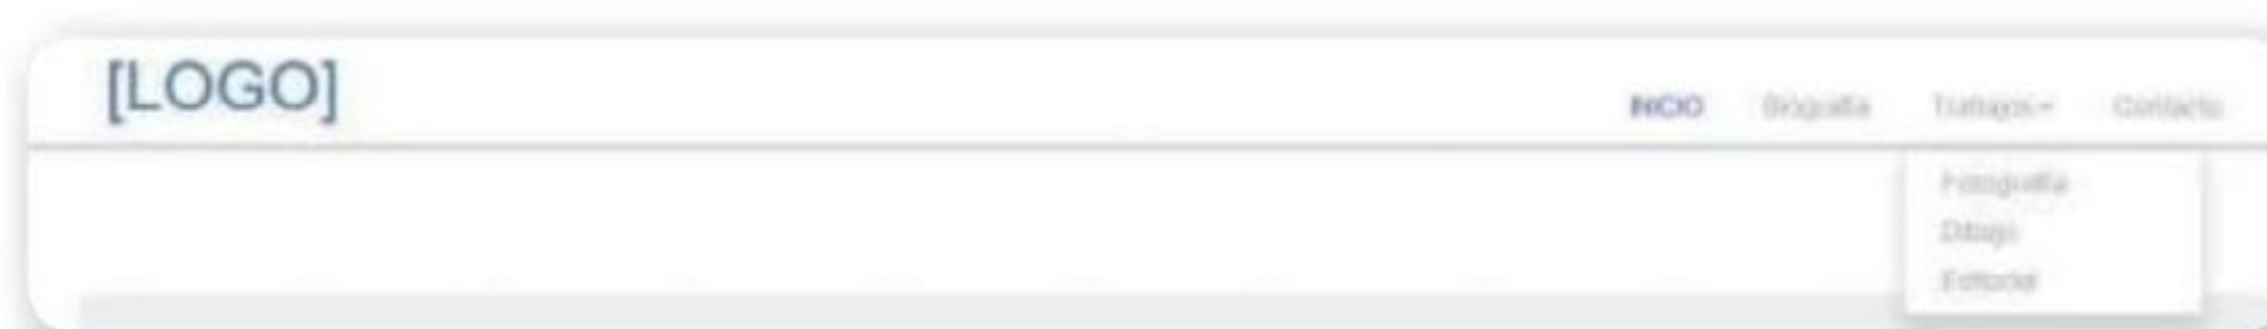 [LOGO]
INICIO Biografía Trabajos Contacto
Fotografía
Dibujo
Editorial